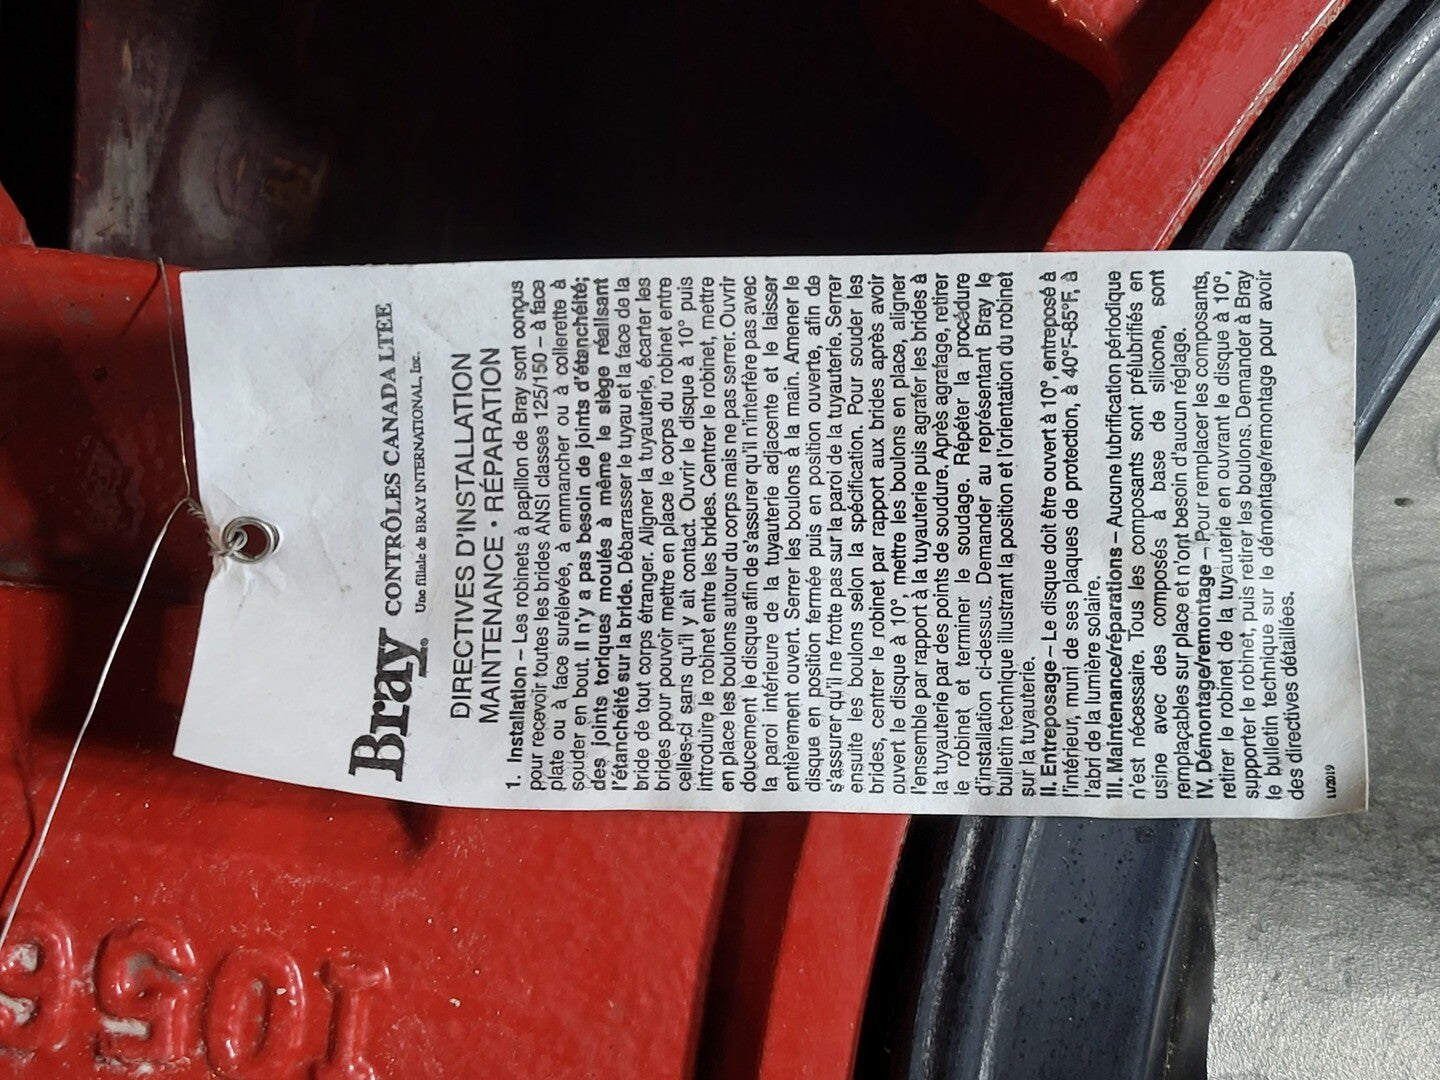 Bray CONTRÔLES CANADA LTÉE
Une filiale de BRAY INTERNATIONAL, Inc.
DIRECTIVES D'INSTALLATION
MAINTENANCE • RÉPARATION
1. Installation – Les robinets à papillon de Bray sont conçus
pour recevoir toutes les brides ANSI classes 125/150 – à face
plate ou à face surélevée, à emmancher ou à collerette à
souder en bout. Il n'y a pas besoin de joints d'étanchéité;
des joints toriques moulés à même le siège réalisant
l'étanchéité sur la bride. Débarrasser le tuyau et la face de la
bride de tout corps étranger. Aligner la tuyauterie, écarter les
brides pour pouvoir mettre en place le corps du robinet entre
celles-ci sans qu'il y ait contact. Ouvrir le disque à 10° puis
introduire le robinet entre les brides. Centrer le robinet, mettre
en place les boulons autour du corps mais ne pas serrer. Ouvrir
doucement le disque afin de s'assurer qu'il n'interfère pas avec
la paroi intérieure de la tuyauterie adjacente et le laisser
entièrement ouvert. Serrer les boulons à la main. Amener le
disque en position fermée puis en position ouverte, afin de
s'assurer qu'il ne frotte pas sur la paroi de la tuyauterie. Serrer
ensuite les boulons selon la spécification. Pour souder les
brides, centrer le robinet par rapport aux brides après avoir
ouvert le disque à 10°, mettre les boulons en place, aligner
l'ensemble par rapport à la tuyauterie puis agrafer les brides à
la tuyauterie par des points de soudure. Après agrafage, retirer
le robinet et terminer le soudage. Répéter la procédure
d'installation ci-dessus. Demander au représentant Bray le
bulletin technique illustrant la position et l'orientation du robinet
sur la tuyauterie.
II. Entreposage – Le disque doit être ouvert à 10°, entreposé à
l'intérieur, muni de ses plaques de protection, à 40°F-85°F, à
l'abri de la lumière solaire.
III. Maintenance/réparations – Aucune lubrification périodique
n'est nécessaire. Tous les composants sont prélubrifiés en
usine avec des composés à base de silicone, sont
remplaçables sur place et n'ont besoin d'aucun réglage.
IV. Démontage/remontage – Pour remplacer les composants,
retirer le robinet de la tuyauterie en ouvrant le disque à 10°,
supporter le robinet, puis retirer les boulons. Demander à Bray
le bulletin technique sur le démontage/remontage pour avoir
des directives détaillées.
11/2019